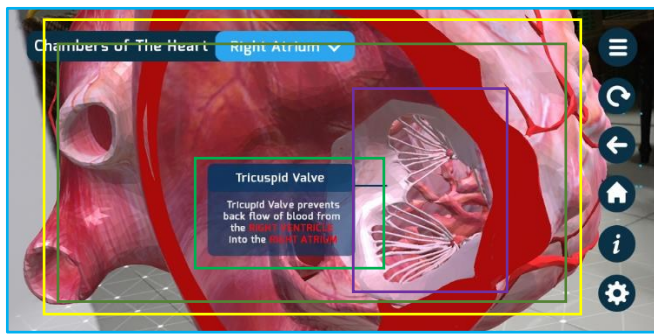 Chambers of The Heart Right Atrium
Tricuspid Valve
Tricupid Valve prevents
back flow of blood from
the RIGHT VENTRICLE
into the RIGHT ATRIUM
i